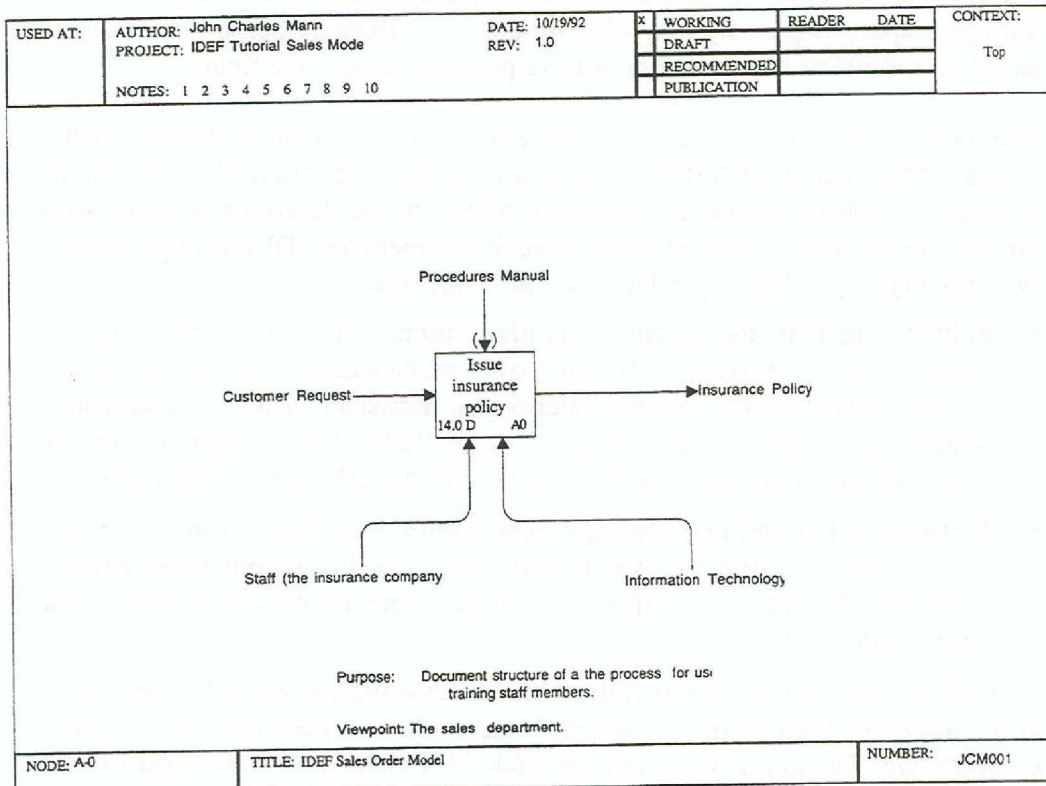 USED AT:
AUTHOR: John Charles Mann
PROJECT: IDEF Tutorial Sales Mode
NOTES: 1 2 3 4 5 6 7 8 9 10
DATE: 10/19/92
REV: 1.0
x WORKING
DRAFT
RECOMMENDED
PUBLICATION
READER DATE
CONTEXT:
Top
Procedures Manual
( )
Issue
insurance
policy
14.0 D A0
Customer Request
Insurance Policy
Staff (the insurance company
Information Technology
Purpose: Document structure of a the process for use
training staff members.
Viewpoint: The sales department.
NODE: A-0
TITLE: IDEF Sales Order Model
NUMBER: JCM001